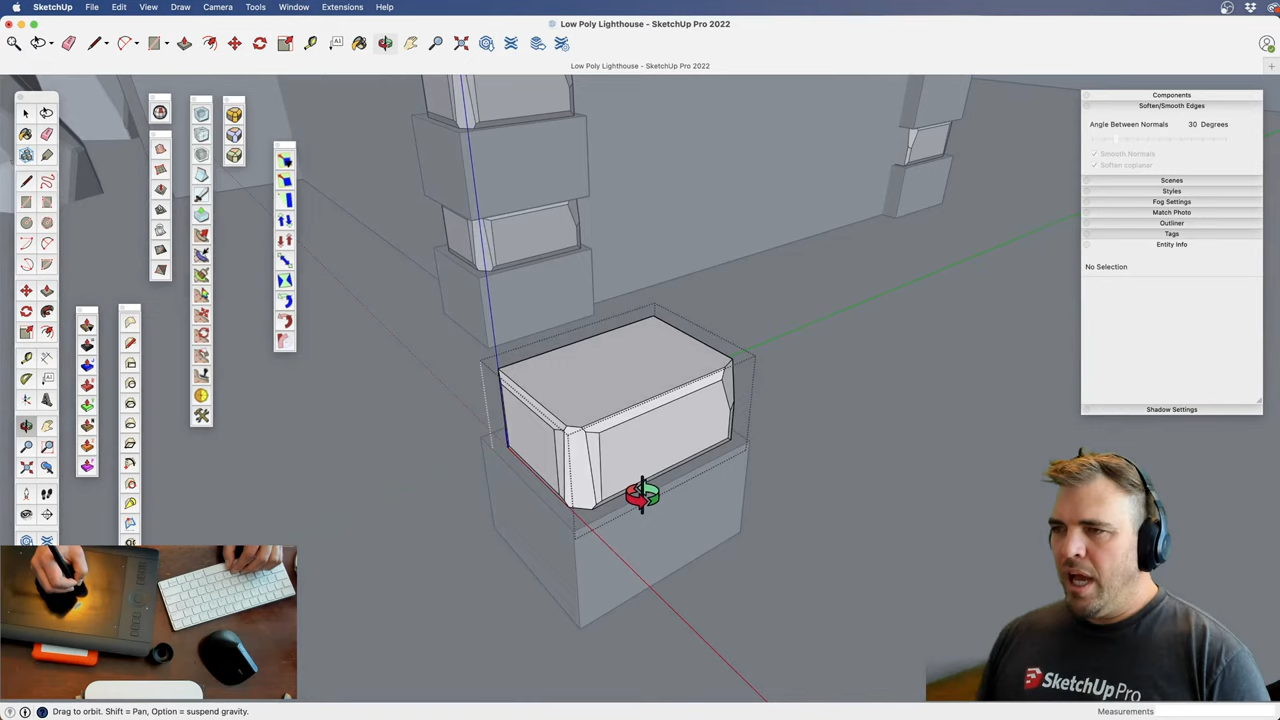 SketchUp File Edit View Draw Camera Tools Window Extensions Help
Low Poly Lighthouse - SketchUp Pro 2022
Low Poly Lighthouse - SketchUp Pro 2022
A1
Components
Soften/Smooth Edges
Angle Between Normals 30 Degrees
Smooth Normals
Soften coplanar
Scenes
Styles
Fog Settings
Match Photo
Outliner
Tags
Entity Info
No Selection
Shadow Settings
SketchUp Pro
Drag to orbit. Shift = Pan, Option = suspend gravity.
Measurements